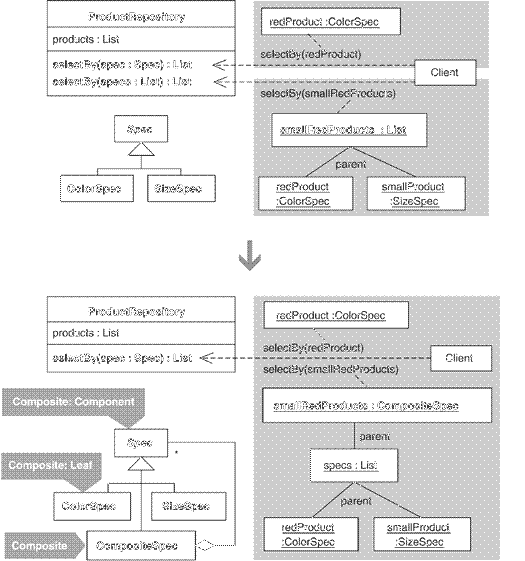 ProductRepository
products : List
selectBy(spec : Spec) : List
selectBy(specs : List) : List
redProduct :ColorSpec
selectBy(redProduct)
Client
selectBy(smallRedProducts)
smallRedProducts : List
parent
redProduct
:ColorSpec
smallProduct
:SizeSpec
Spec
ColorSpec
SizeSpec
ProductRepository
products : List
selectBy(spec : Spec) : List
redProduct :ColorSpec
selectBy(redProduct)
Client
selectBy(smallRedProducts)
smallRedProducts : CompositeSpec
parent
specs : List
parent
redProduct
:ColorSpec
smallProduct
:SizeSpec
Composite: Component
Spec
*
Composite: Leaf
ColorSpec
SizeSpec
Composite
CompositeSpec